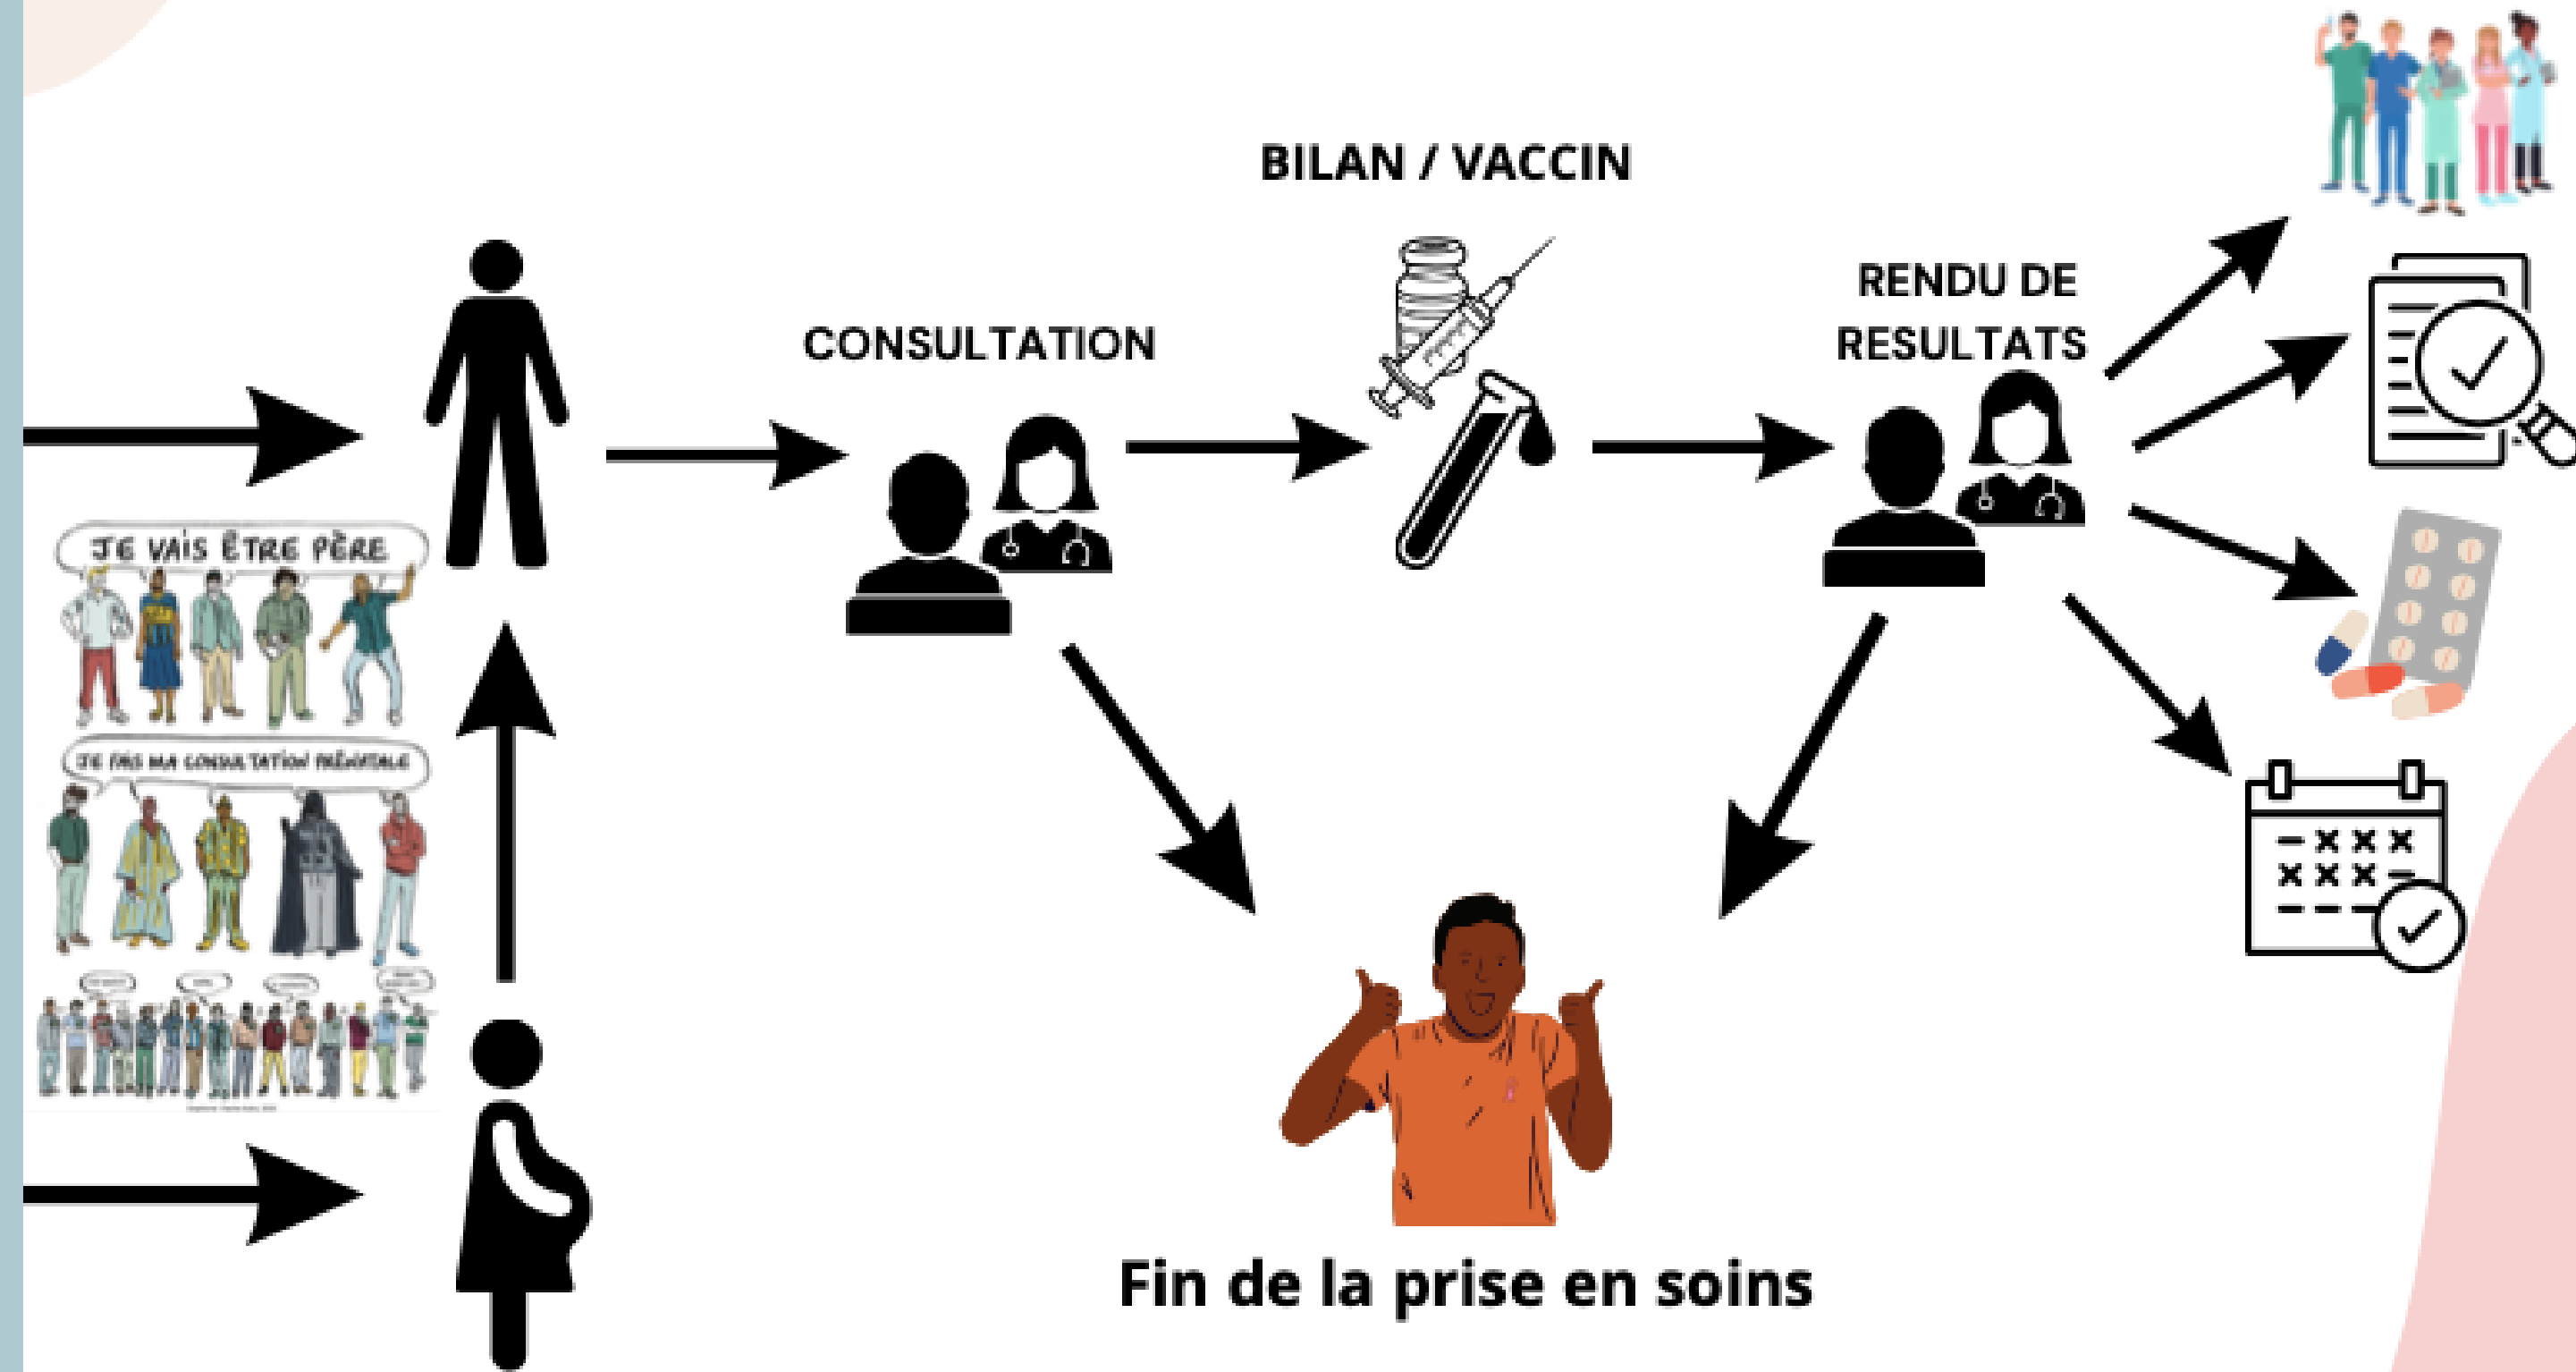 BILAN / VACCIN
RENDU DE
RESULTATS
CONSULTATION
JE VAIS ÊTRE PÈRE
JE FAIS MA CONSULTATION PRÉNATALE
Fin de la prise en soins